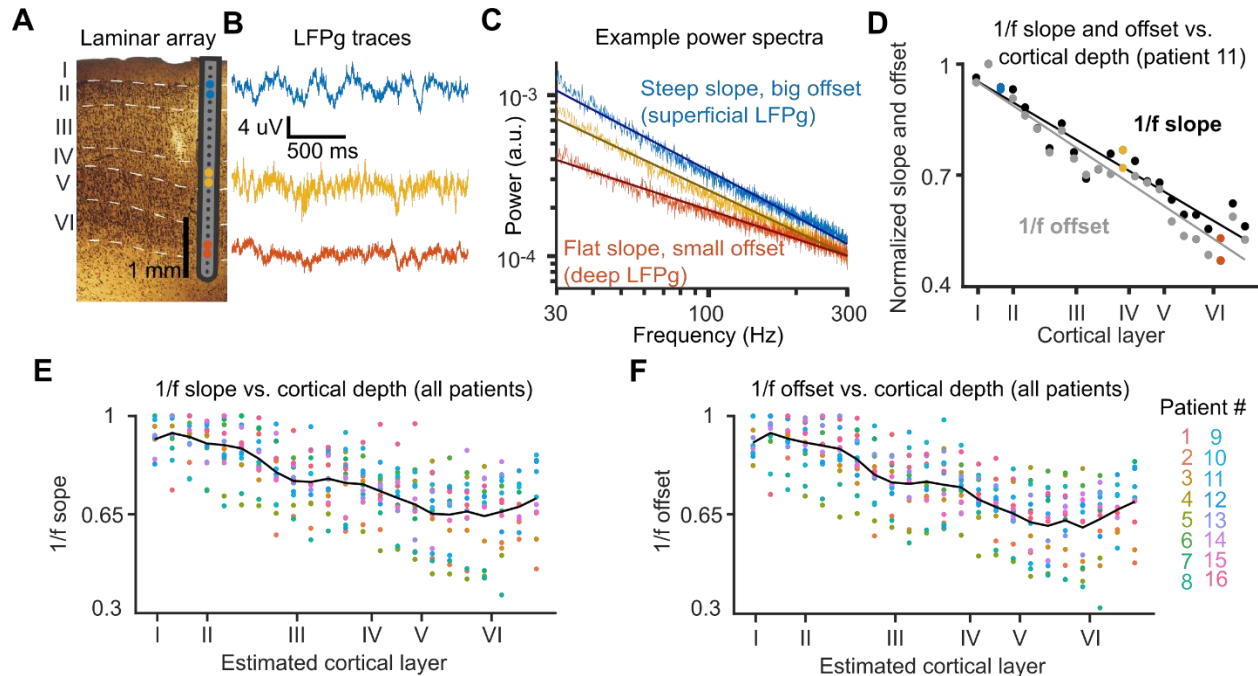 A
Laminar array
I
II
III
IV
V
VI
1 mm
B
LFPg traces
4 uV
500 ms
C
Example power spectra
Power (a.u.)
10-3
10-4
Steep slope, big offset
(superficial LFPg)
Flat slope, small offset
(deep LFPg)
30
100
300
Frequency (Hz)
D
1/f slope and offset vs.
cortical depth (patient 11)
Normalized slope and offset
1
0.7
0.4
1/f slope
1/f offset
I II III IV V VI
Cortical layer
E
1/f slope vs. cortical depth (all patients)
1/f sope
1
0.65
0.3
I II III IV V VI
Estimated cortical layer
F
1/f offset vs. cortical depth (all patients)
1/f offset
1
0.65
0.3
I II III IV V VI
Estimated cortical layer
Patient #
1 9
2 10
3 11
4 12
5 13
6 14
7 15
8 16